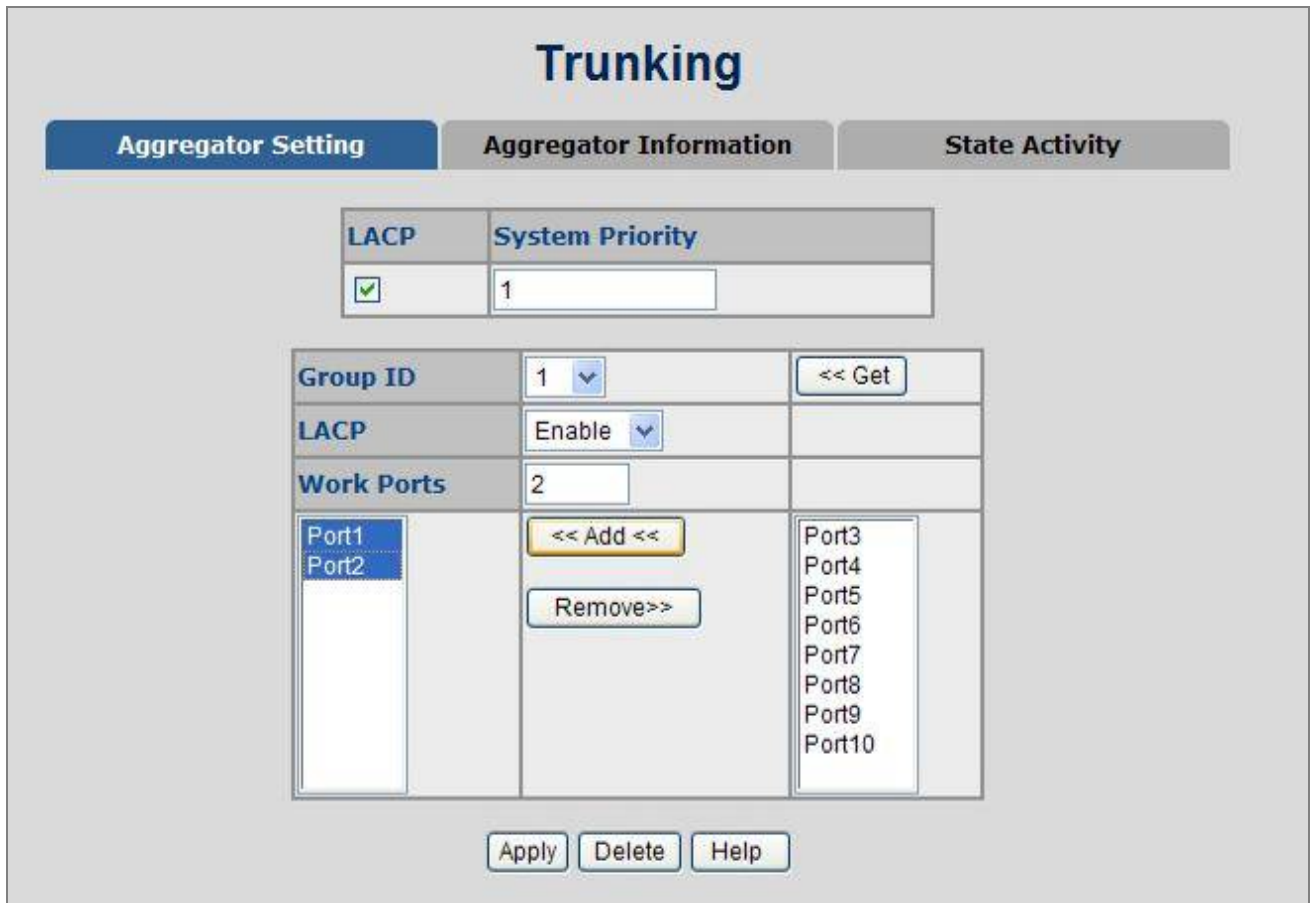 Trunking
Aggregator Setting
Aggregator Information
State Activity
LACP
System Priority
1
Group ID
1
<< Get
LACP
Enable
Work Ports
2
Port1
Port2
<< Add <<
Remove>>
Port3
Port4
Port5
Port6
Port7
Port8
Port9
Port10
Apply
Delete
Help